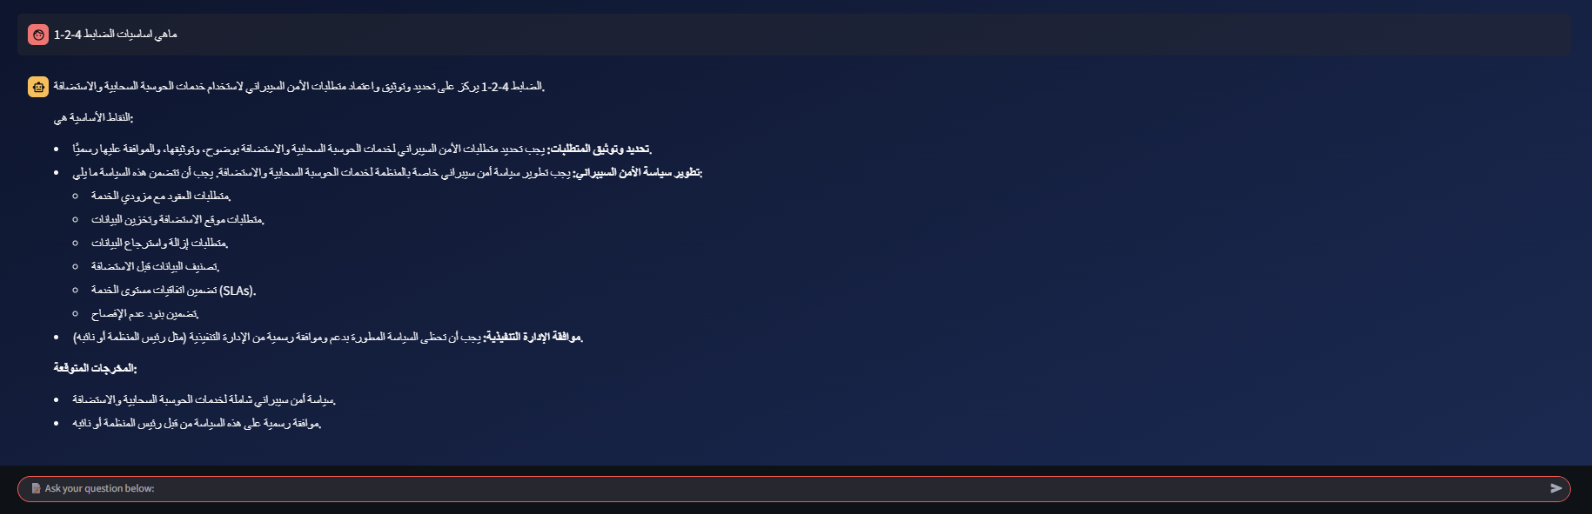 ماهي اساسيات الضابط 4-2-1
الضابط 4-2-1 يركز على تحديد وتوثيق واعتماد متطلبات الأمن السيبراني لاستخدام خدمات الحوسبة السحابية والاستضافة.
النقاط الأساسية هي:
• تحديد وتوثيق المتطلبات: يجب تحديد متطلبات الأمن السيبراني لخدمات الحوسبة السحابية والاستضافة بوضوح، وتوثيقها، والموافقة عليها رسميًّا.
• تطوير سياسة الأمن السيبراني: يجب تطوير سياسة أمن سيبراني خاصة بالمنظمة لخدمات الحوسبة السحابية والاستضافة. يجب أن تتضمن هذه السياسة ما يلي:
◦ متطلبات العقود مع مزودي الخدمة.
◦ متطلبات موقع الاستضافة وتخزين البيانات.
◦ متطلبات إزالة واسترجاع البيانات.
◦ تصنيف البيانات قبل الاستضافة.
◦ تضمين اتفاقيات مستوى الخدمة (SLAs).
◦ تضمين بنود عدم الإفصاح.
• موافقة الإدارة التنفيذية: يجب أن تحظى السياسة المطورة بدعم وموافقة رسمية من الإدارة التنفيذية (مثل رئيس المنظمة أو نائبه).
المخرجات المتوقعة:
• سياسة أمن سيبراني شاملة لخدمات الحوسبة السحابية والاستضافة.
• موافقة رسمية على هذه السياسة من قبل رئيس المنظمة أو نائبه.
Ask your question below: